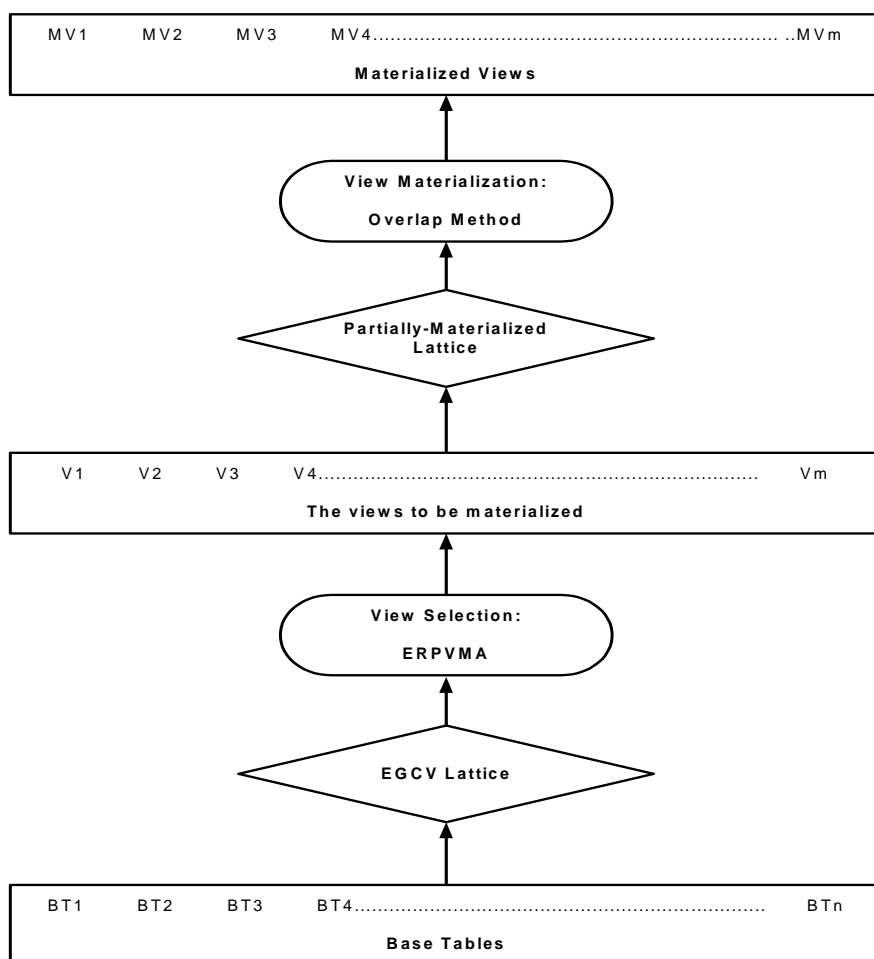 MV1 MV2 MV3 MV4...................................................................... ..MVm
Materialized Views
View Materialization:
Overlap Method
Partially-Materialized
Lattice
V1 V2 V3 V4............................................................................ Vm
The views to be materialized
View Selection:
ERPVMA
EGCV Lattice
BT1 BT2 BT3 BT4....................................................................... BTn
Base Tables